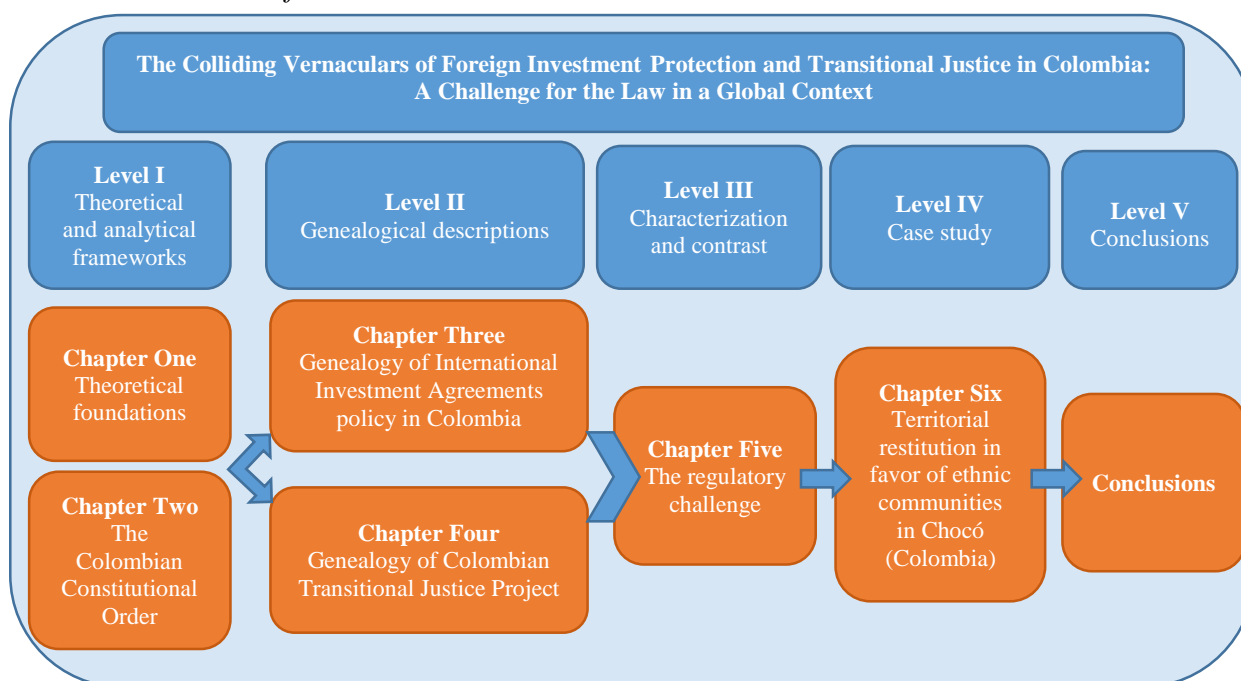 The Colliding Vernaculars of Foreign Investment Protection and Transitional Justice in Colombia:
A Challenge for the Law in a Global Context
Level I
Theoretical
and analytical
frameworks
Level II
Genealogical descriptions
Level III
Characterization
and contrast
Level IV
Case study
Level V
Conclusions
Chapter One
Theoretical
foundations
Chapter Two
The
Colombian
Constitutional
Order
Chapter Three
Genealogy of International
Investment Agreements
policy in Colombia
Chapter Four
Genealogy of Colombian
Transitional Justice Project
Chapter Five
The regulatory
challenge
Chapter Six
Territorial
restitution in
favor of ethnic
communities
in Chocó
(Colombia)
Conclusions